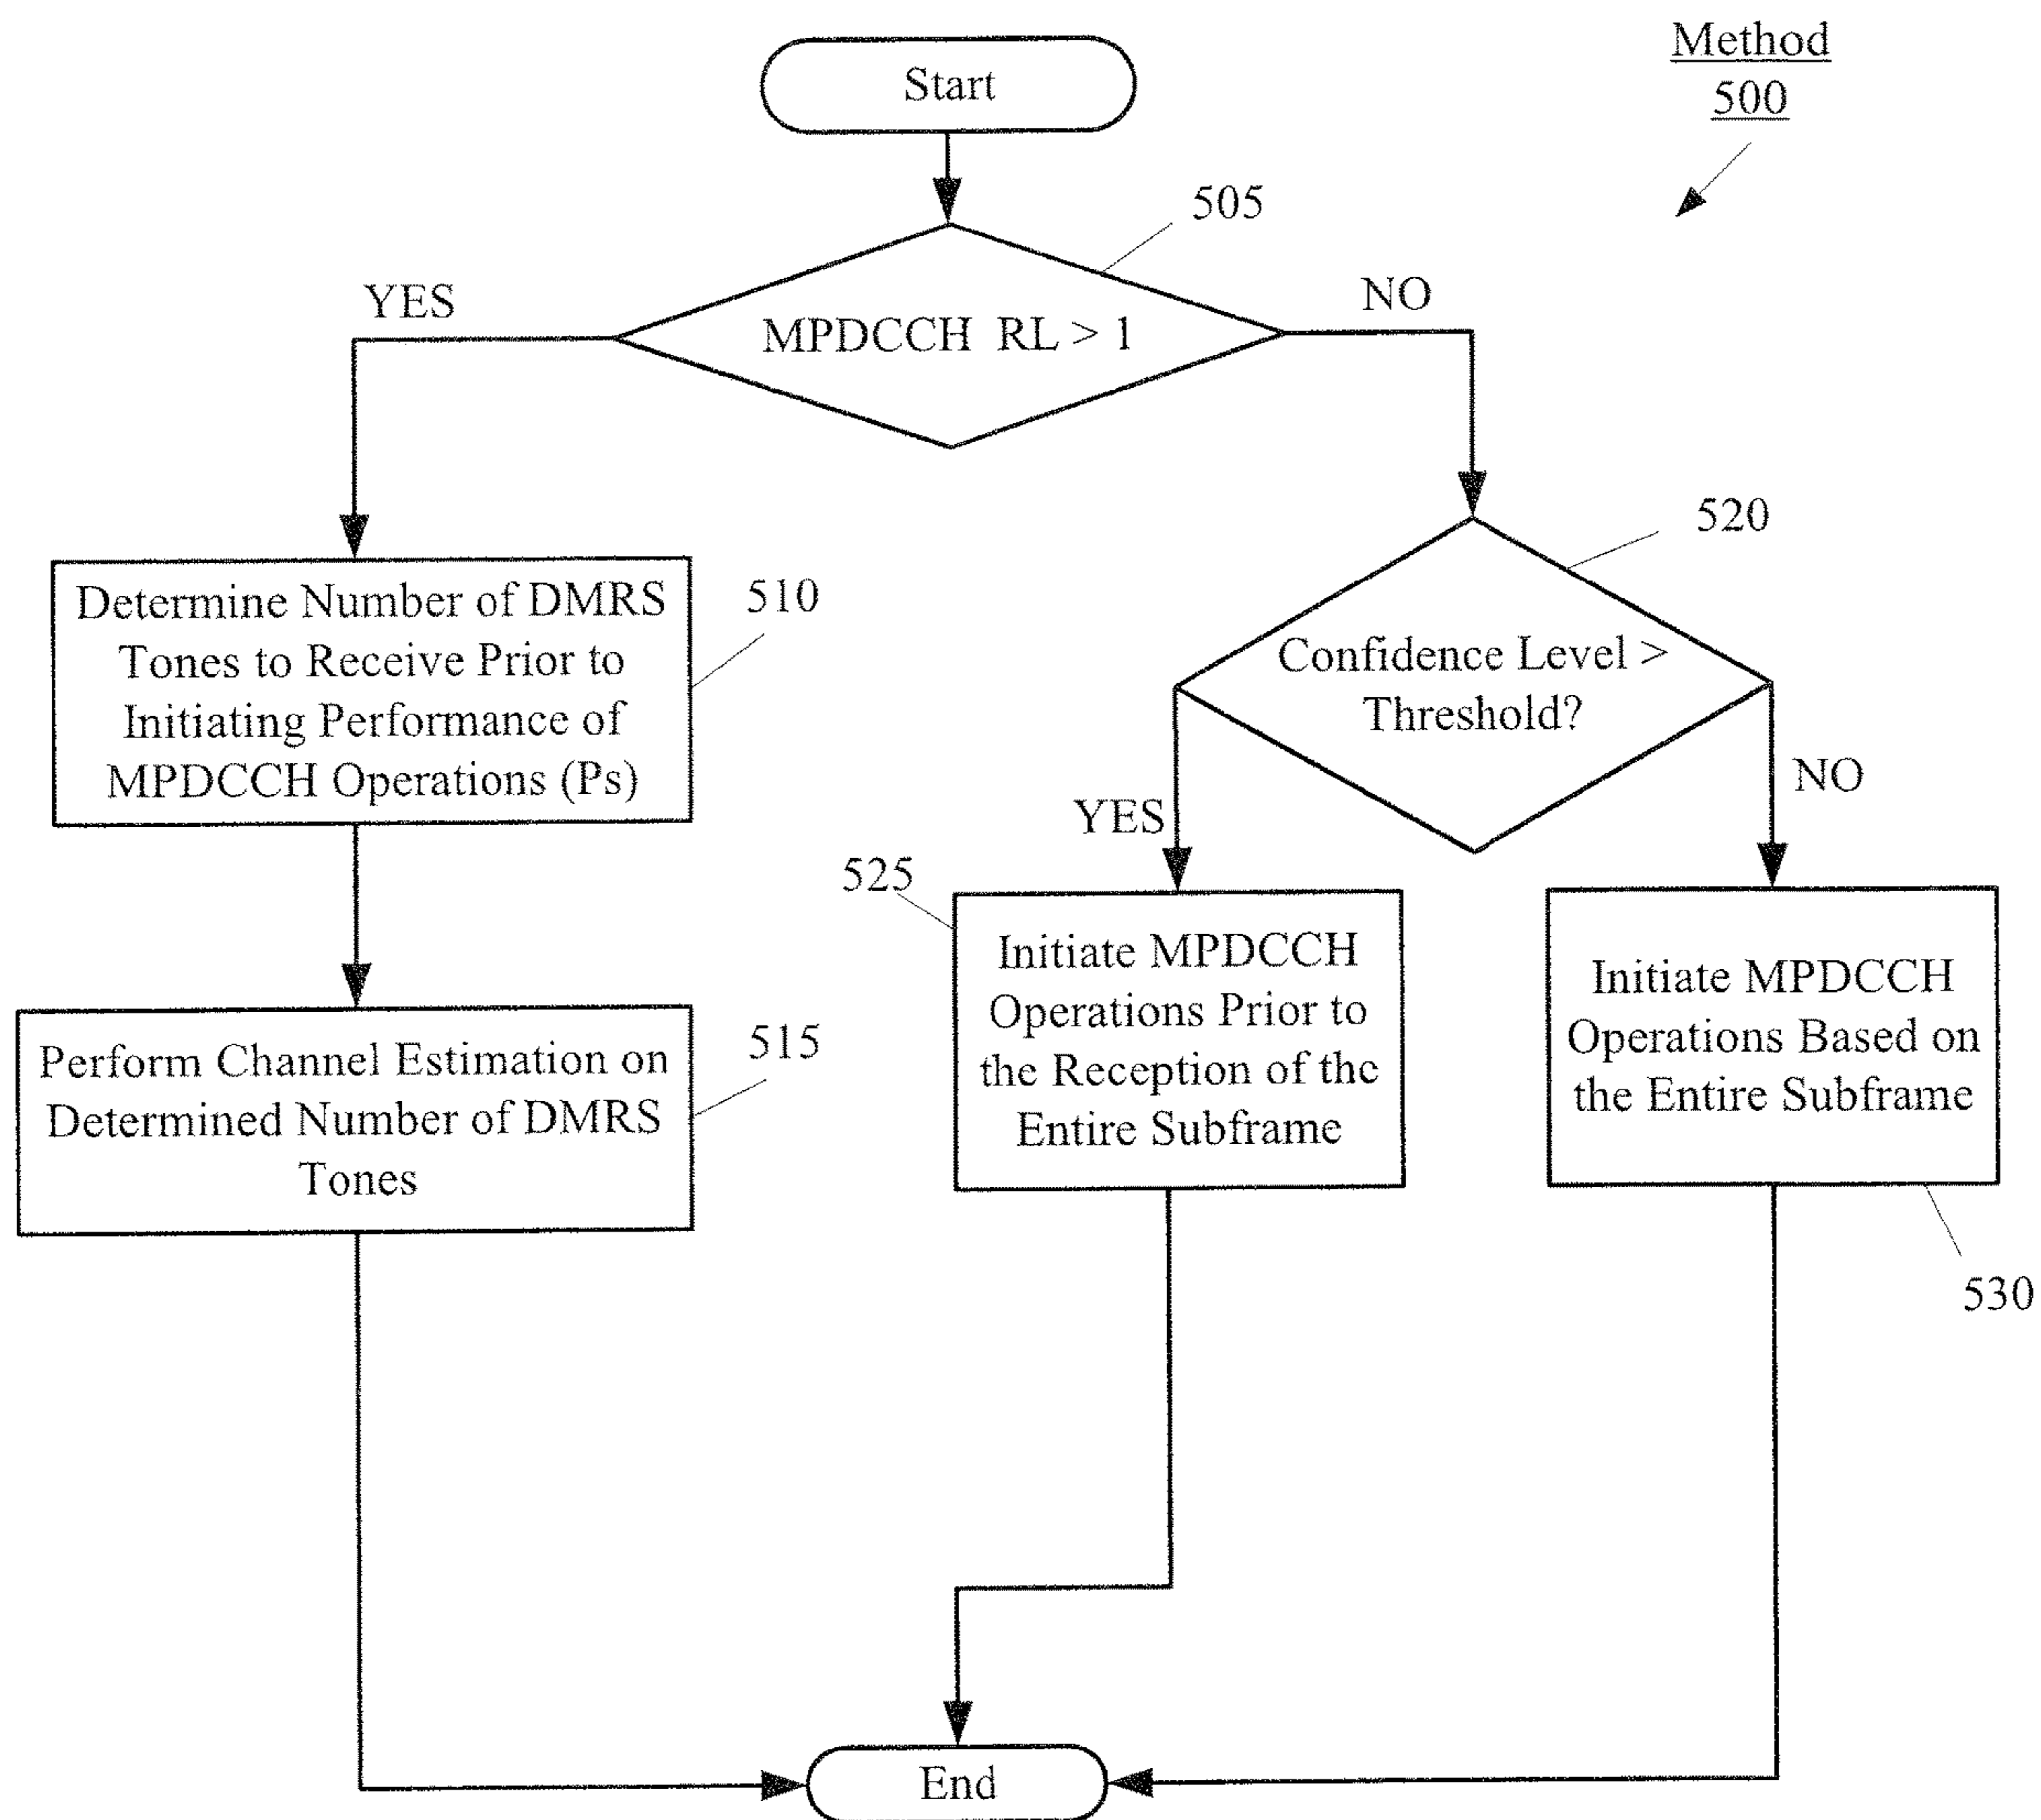 Method
500
Start
505
YES
NO
MPDCCH RL > 1
520
Determine Number of DMRS
Tones to Receive Prior to
Initiating Performance of
MPDCCH Operations (Ps)
510
Confidence Level >
Threshold?
YES
NO
525
Initiate MPDCCH
Operations Prior to
the Reception of the
Entire Subframe
Initiate MPDCCH
Operations Based on
the Entire Subframe
530
Perform Channel Estimation on
Determined Number of DMRS
Tones
515
End